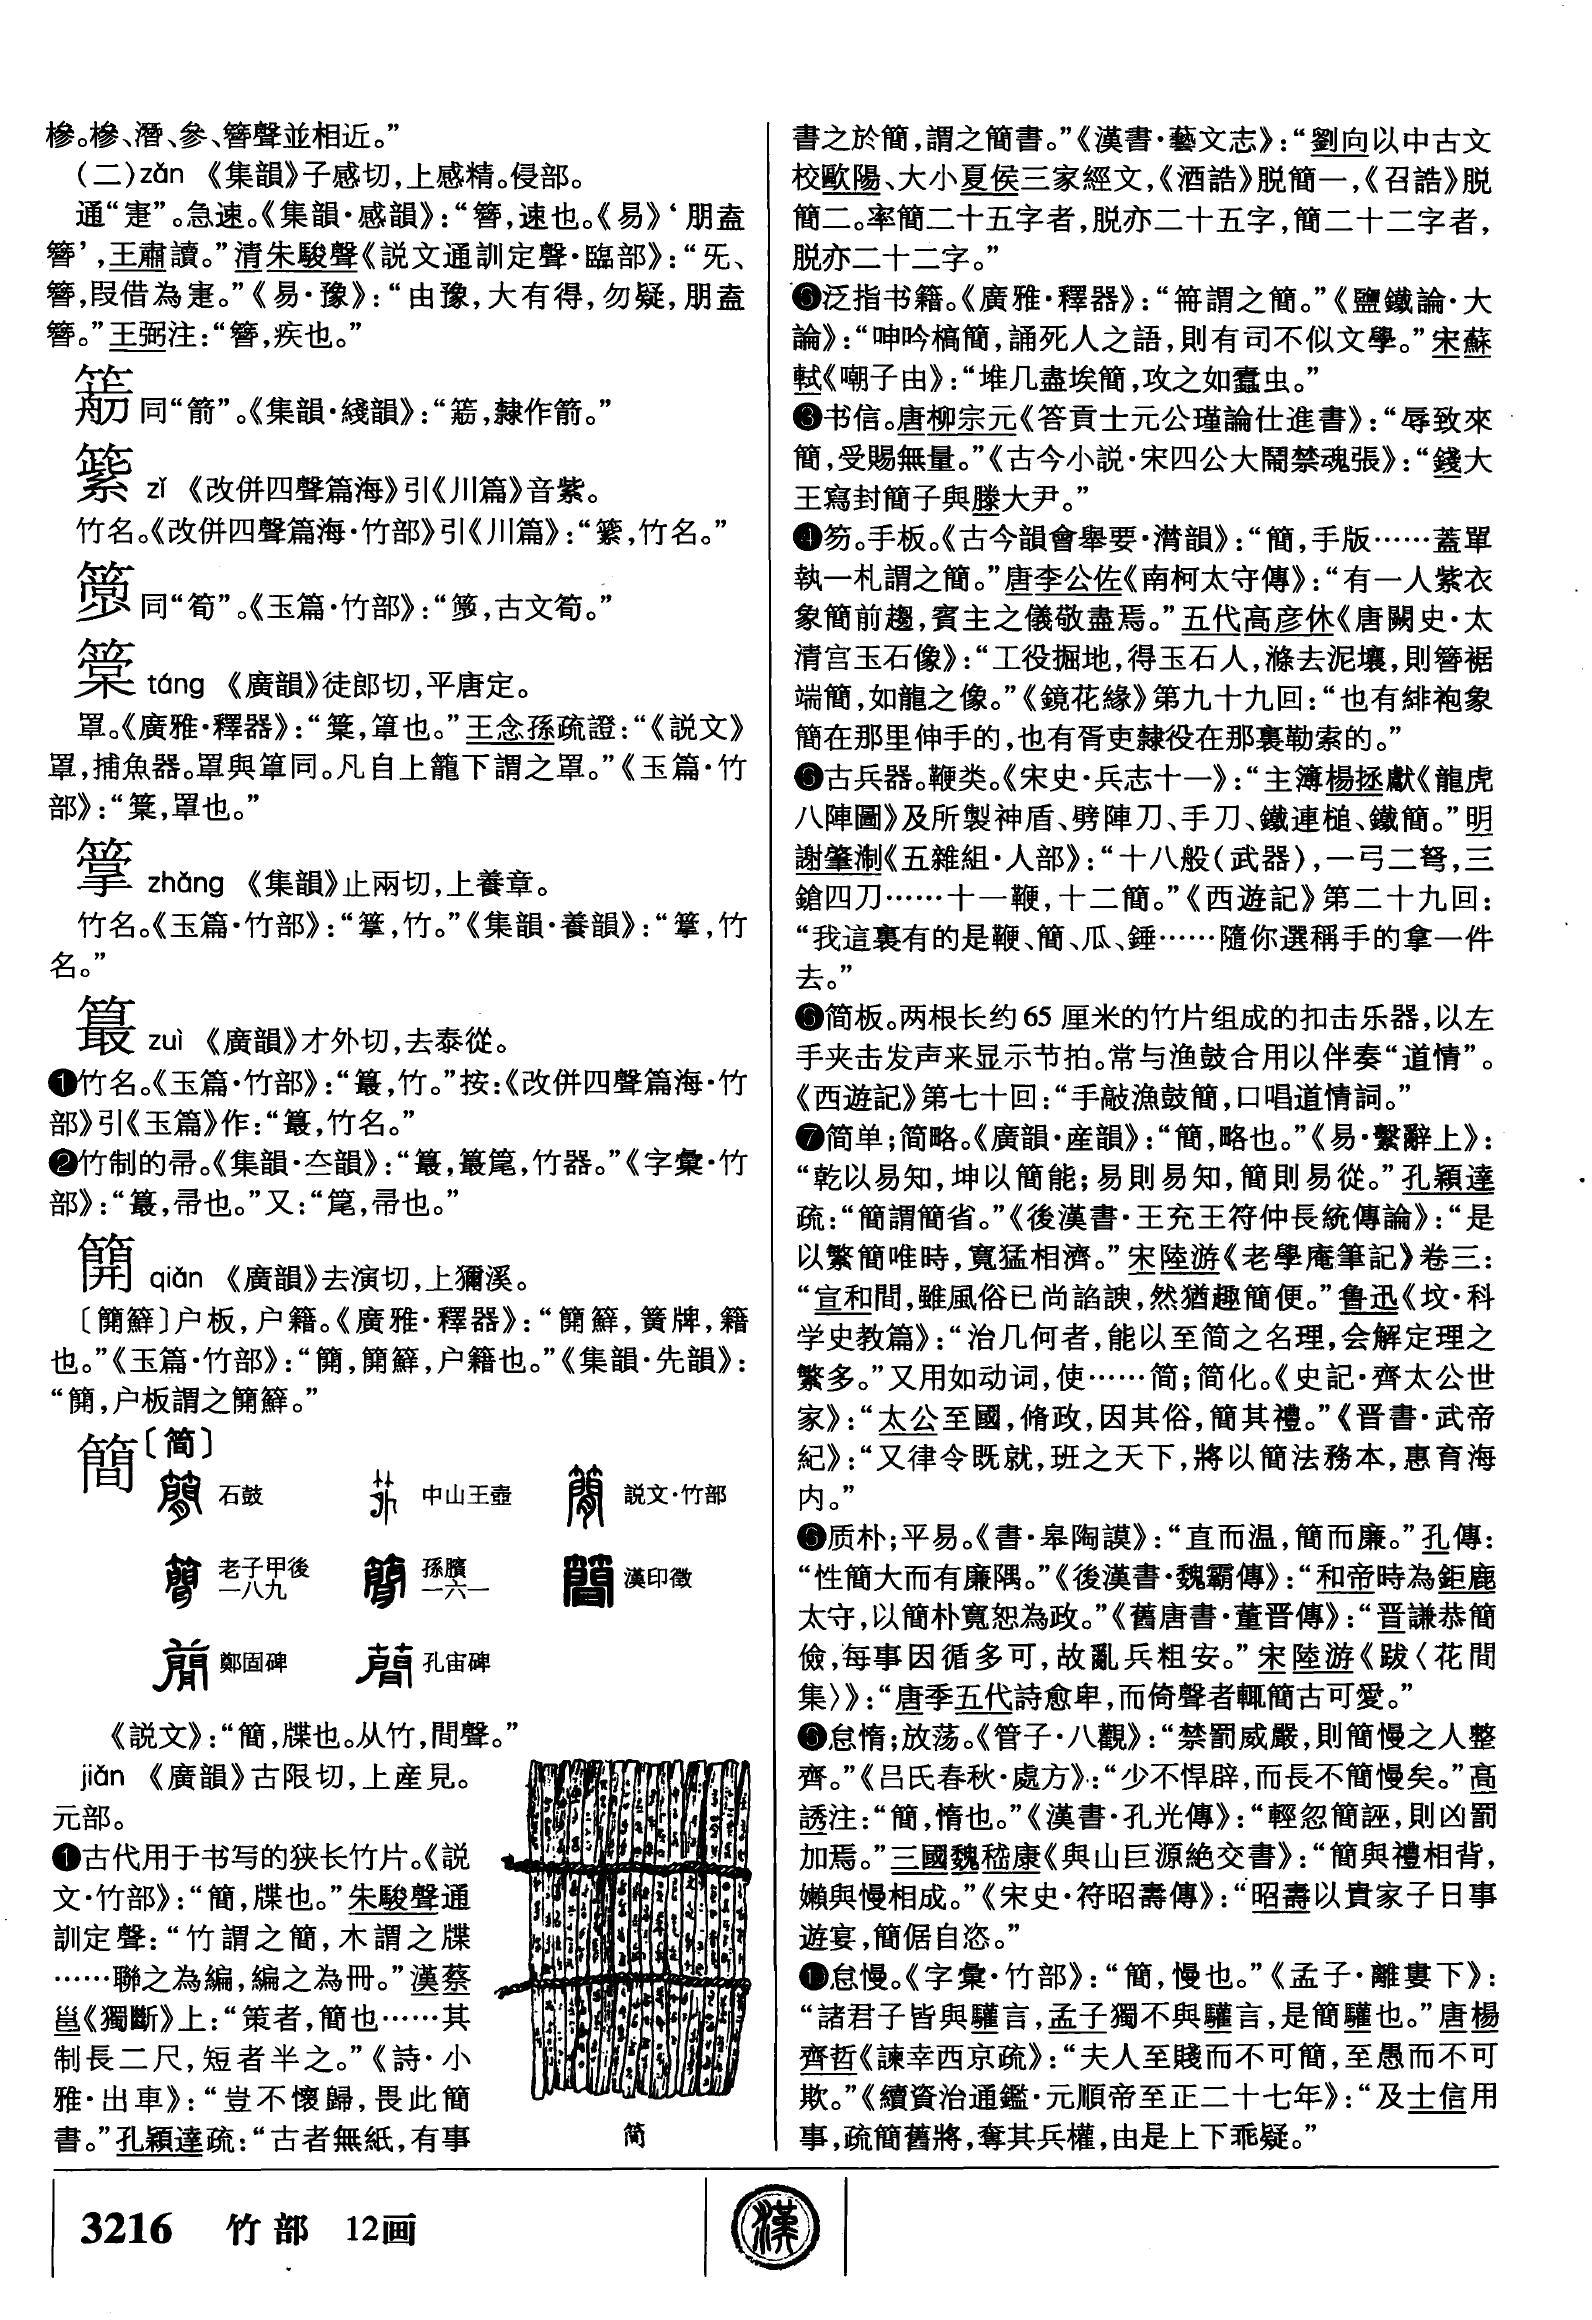 槮。槮、潛、參、簪聲並相近。”
(二)zǎn 《集韻》子感切,上感精。侵部。
通“寁”。急速。《集韻·感韻》:“簪,速也。《易》‘朋盍
簪’,王肅讀。”清朱駿聲《説文通訓定聲·臨部》:“旡、
簪,叚借為寁。”《易·豫》:“由豫,大有得,勿疑,朋盍
簪。”王弼注:“簪,疾也。”
同“箭”。《集韻·綫韻》:“,隸作箭。”
zǐ 《改併四聲篇海》引《川篇》音紫。
竹名。《改併四聲篇海·竹部》引《川篇》:“,竹名。”
同“筍”。《玉篇·竹部》:“,古文筍。”
táng 《廣韻》徒郎切,平唐定。
罩。《廣雅·釋器》:“,篧也。”王念孫疏證:“《説文》
罩,捕魚器。罩與同。凡自上籠下謂之罩。”《玉篇·竹
部》:“,罩也。”
zhǎng 《集韻》止兩切,上養章。
竹名。《玉篇·竹部》:“,竹。”《集韻·養韻》:“,竹
名。”
zuì 《廣韻》才外切,去泰從。
❶竹名。《玉篇·竹部》:“,竹。”按:《改併四聲篇海·竹
部》引《玉篇》作:“,竹名。”
❷竹制的帚。《集韻·韻》:“,,竹器。”《字彙·竹
部》:“,帚也。”又:“,帚也。”
qiǎn 《廣韻》去演切,上獮溪。
〔〕户板,户籍。《廣雅·釋器》:“,簧牌,籍
也。”《玉篇·竹部》:“,,户籍也。”《集韻·先韻》:
“,户板謂之。”
簡〔简〕
石鼓 中山王壺 説文·竹部
老子甲後一八九 孫臏一六一 漢印徵
鄭固碑 孔宙碑
《説文》:“簡,牒也。从竹,閒聲。”
jiǎn 《廣韻》古限切,上産見。
元部。
❶古代用于书写的狭长竹片。《説
文·竹部》:“簡,牒也。”朱駿聲通
訓定聲:“竹謂之簡,木謂之牒
……聯之為編,編之為冊。”漢蔡
邕《獨斷》上:“策者,簡也……其
制長二尺,短者半之。”《詩·小
雅·出車》:“豈不懷歸,畏此簡
書。”孔穎達疏:“古者無紙,有事
简
書之於簡,謂之簡書。”《漢書·藝文志》:“劉向以中古文
校歐陽、大小夏侯三家經文,《酒誥》脱簡一,《召誥》脱
簡二。率簡二十五字者,脱亦二十五字,簡二十二字者,
脱亦二十二字。”
❷泛指书籍。《廣雅·釋器》:“笧謂之簡。”《鹽鐵論·大
論》:“呻吟槁簡,誦死人之語,則有司不似文學。”宋蘇
軾《嘲子由》:“堆几盡埃簡,攻之如蠹虫。”
❸书信。唐柳宗元《答貢士元公瑾論仕進書》:“辱致來
簡,受賜無量。”《古今小説·宋四公大鬧禁魂張》:“錢大
王寫封簡子與滕大尹。”
❹笏。手板。《古今韻會舉要·潸韻》:“簡,手版……蓋單
執一札謂之簡。”唐李公佐《南柯太守傳》:“有一人紫衣
象簡前趨,賓主之儀敬盡焉。”五代高彦休《唐闕史·太
清宫玉石像》:“工役掘地,得玉石人,滌去泥壤,則簪裾
端簡,如龍之像。”《鏡花緣》第九十九回:“也有緋袍象
簡在那里伸手的,也有胥吏隸役在那裏勒索的。”
❺古兵器。鞭类。《宋史·兵志十一》:“主簿楊拯獻《龍虎
八陣圖》及所製神盾、劈陣刀、手刀、鐵連槌、鐵簡。”明
謝肇淛《五雜組·人部》:“十八般(武器),一弓二弩,三
鎗四刀……十一鞭,十二簡。”《西遊記》第二十九回:
“我這裏有的是鞭、簡、瓜、錘……隨你選稱手的拿一件
去。”
❻简板。两根长约65厘米的竹片组成的扣击乐器,以左
手夹击发声来显示节拍。常与渔鼓合用以伴奏“道情”。
《西遊記》第七十回:“手敲漁鼓簡,口唱道情詞。”
❼简单;简略。《廣韻·産韻》:“簡,略也。”《易·繫辭上》:
“乾以易知,坤以簡能;易則易知,簡則易從。”孔穎達
疏:“簡謂簡省。”《後漢書·王充王符仲長統傳論》:“是
以繁簡唯時,寬猛相濟。”宋陸游《老學庵筆記》卷三:
“宣和間,雖風俗已尚諂諛,然猶趣簡便。”鲁迅《坟·科
学史教篇》:“治几何者,能以至简之名理,会解定理之
繁多。”又用如动词,使……简;简化。《史記·齊太公世
家》:“太公至國,脩政,因其俗,簡其禮。”《晋書·武帝
紀》:“又律令既就,班之天下,將以簡法務本,惠育海
内。”
❽质朴;平易。《書·皋陶謨》:“直而温,簡而廉。”孔傳:
“性簡大而有廉隅。”《後漢書·魏霸傳》:“和帝時為鉅鹿
太守,以簡朴寬恕為政。”《舊唐書·董晋傳》:“晋謙恭簡
儉,每事因循多可,故亂兵粗安。”宋陸游《跋〈花間
集〉》:“唐季五代詩愈卑,而倚聲者輒簡古可愛。”
❾怠惰;放荡。《管子·八觀》:“禁罰威嚴,則簡慢之人整
齊。”《吕氏春秋·處方》:“少不悍辟,而長不簡慢矣。”高
誘注:“簡,惰也。”《漢書·孔光傳》:“輕忽簡誣,則凶罰
加焉。”三國魏嵇康《與山巨源絶交書》:“簡與禮相背,
嬾與慢相成。”《宋史·符昭壽傳》:“昭壽以貴家子日事
遊宴,簡倨自恣。”
❿怠慢。《字彙·竹部》:“簡,慢也。”《孟子·離婁下》:
“諸君子皆與驩言,孟子獨不與驩言,是簡驩也。”唐楊
齊哲《諫幸西京疏》:“夫人至賤而不可簡,至愚而不可
欺。”《續資治通鑑·元順帝至正二十七年》:“及士信用
事,疏簡舊將,奪其兵權,由是上下乖疑。”
3216 竹部 12画
漢